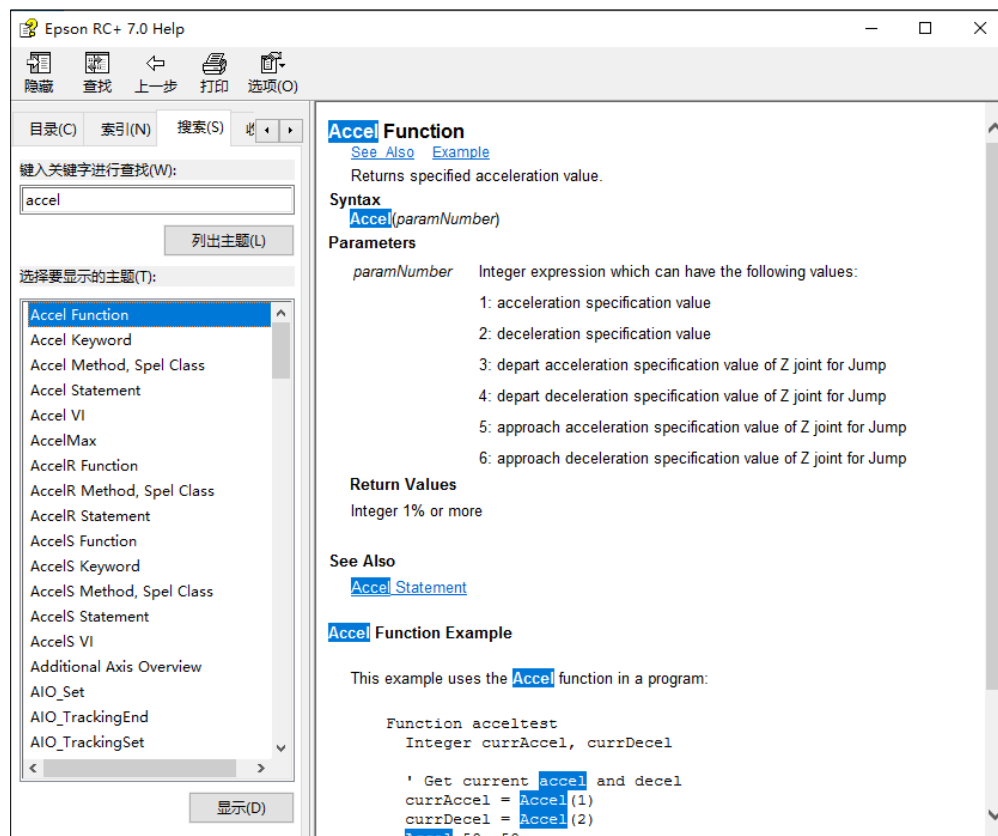 Epson RC+ 7.0 Help
隐藏 查找 上一步 打印 选项(O)
目录(C) 索引(N) 搜索(S)
键入关键字进行查找(W):
accel
列出主题(L)
选择要显示的主题(T):
Accel Function
Accel Keyword
Accel Method, Spel Class
Accel Statement
Accel VI
AccelMax
AccelR Function
AccelR Method, Spel Class
AccelR Statement
AccelS Function
AccelS Keyword
AccelS Method, Spel Class
AccelS Statement
AccelS VI
Additional Axis Overview
AIO_Set
AIO_TrackingEnd
AIO_TrackingSet
显示(D)
Accel Function
See Also Example
Returns specified acceleration value.
Syntax
Accel(paramNumber)
Parameters
paramNumber Integer expression which can have the following values:
1: acceleration specification value
2: deceleration specification value
3: depart acceleration specification value of Z joint for Jump
4: depart deceleration specification value of Z joint for Jump
5: approach acceleration specification value of Z joint for Jump
6: approach deceleration specification value of Z joint for Jump
Return Values
Integer 1% or more
See Also
Accel Statement
Accel Function Example
This example uses the Accel function in a program:
Function acceltest
Integer currAccel, currDecel
' Get current accel and decel
currAccel = Accel(1)
currDecel = Accel(2)